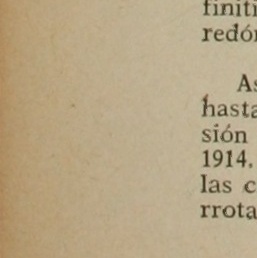 finiti
redón
As
hasta
sión
1914.
las c
rrota